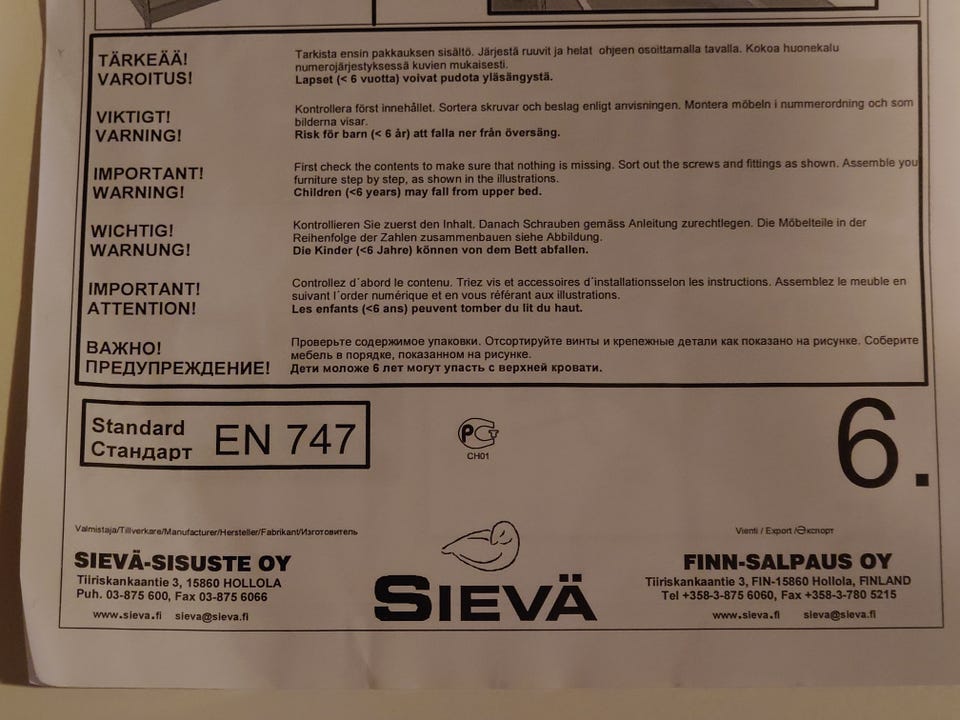 TÄRKEÄÄ!
VAROITUS!
Tarkista ensin pakkauksen sisältö. Järjestä ruuvit ja helat ohjeen osoittamalla tavalla. Kokoa huonekalu
numerojärjestyksessä kuvien mukaisesti.
Lapset (< 6 vuotta) voivat pudota yläsängystä.
VIKTIGT!
VARNING!
Kontrollera först innehållet. Sortera skruvar och beslag enligt anvisningen. Montera möbeln i nummerordning och som
bilderna visar.
Risk för barn (< 6 år) att falla ner från översäng.
IMPORTANT!
WARNING!
First check the contents to make sure that nothing is missing. Sort out the screws and fittings as shown. Assemble you
furniture step by step, as shown in the illustrations.
Children (<6 years) may fall from upper bed.
WICHTIG!
WARNUNG!
Kontrollieren Sie zuerst den Inhalt. Danach Schrauben gemäss Anleitung zurechtlegen. Die Möbelteile in der
Reihenfolge der Zahlen zusammenbauen siehe Abbildung.
Die Kinder (<6 Jahre) können von dem Bett abfallen.
IMPORTANT!
ATTENTION!
Controllez d´abord le contenu. Triez vis et accessoires d´installationsselon les instructions. Assemblez le meuble en
suivant l´order numérique et en vous référant aux illustrations.
Les enfants (<6 ans) peuvent tomber du lit du haut.
ВАЖНО!
ПРЕДУПРЕЖДЕНИЕ!
Проверьте содержимое упаковки. Отсортируйте винты и крепежные детали как показано на рисунке. Соберите
мебель в порядке, показанном на рисунке.
Дети моложе 6 лет могут упасть с верхней кровати.
Standard
Стандарт
EN 747
РСТ
CH01
6.
Valmistaja/Tillverkare/Manufacturer/Hersteller/Fabrikant/Изготовитель
SIEVÄ-SISUSTE OY
Tiiriskankaantie 3, 15860 HOLLOLA
Puh. 03-875 600, Fax 03-875 6066
www.sieva.fi sieva@sieva.fi
SIEVÄ
Vienti / Export /Экспорт
FINN-SALPAUS OY
Tiiriskankaantie 3, FIN-15860 Hollola, FINLAND
Tel +358-3-875 6060, Fax +358-3-780 5215
www.sieva.fi sieva@sieva.fi